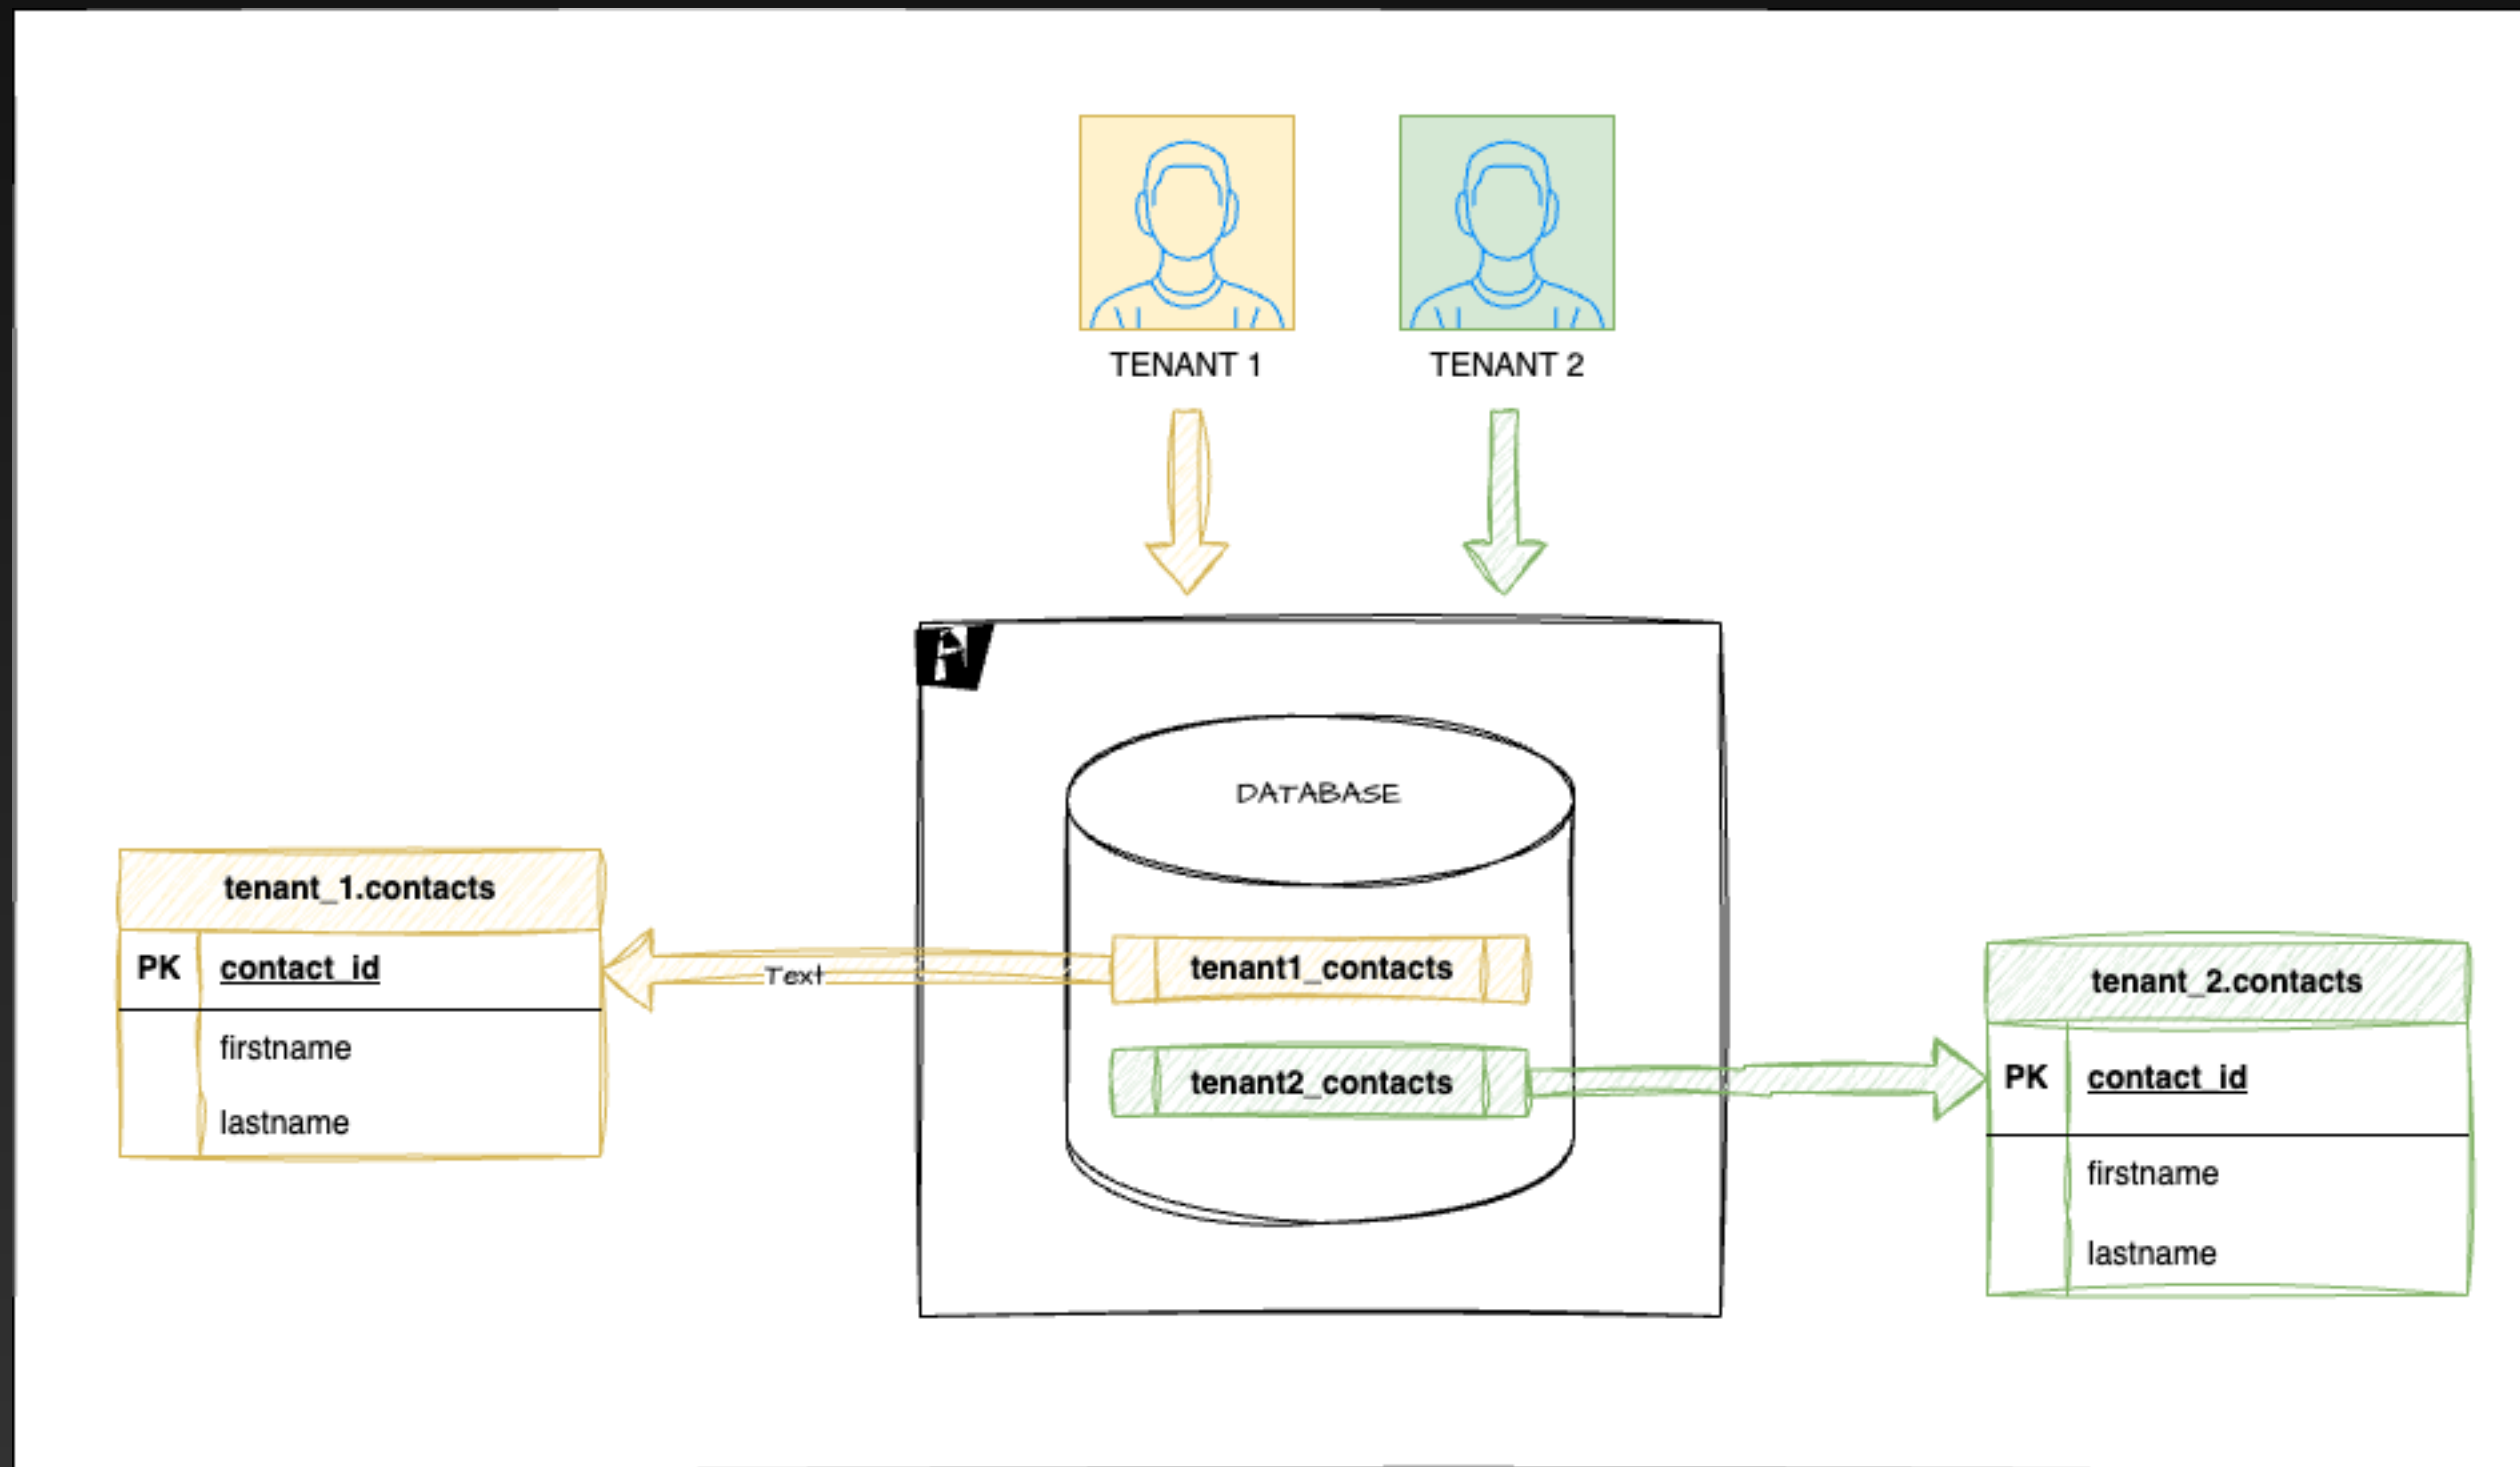 TENANT 1
TENANT 2
DATABASE
tenant_1.contacts
PK contact_id
firstname
lastname
Text
tenant1_contacts
tenant2_contacts
tenant_2.contacts
PK contact_id
firstname
lastname